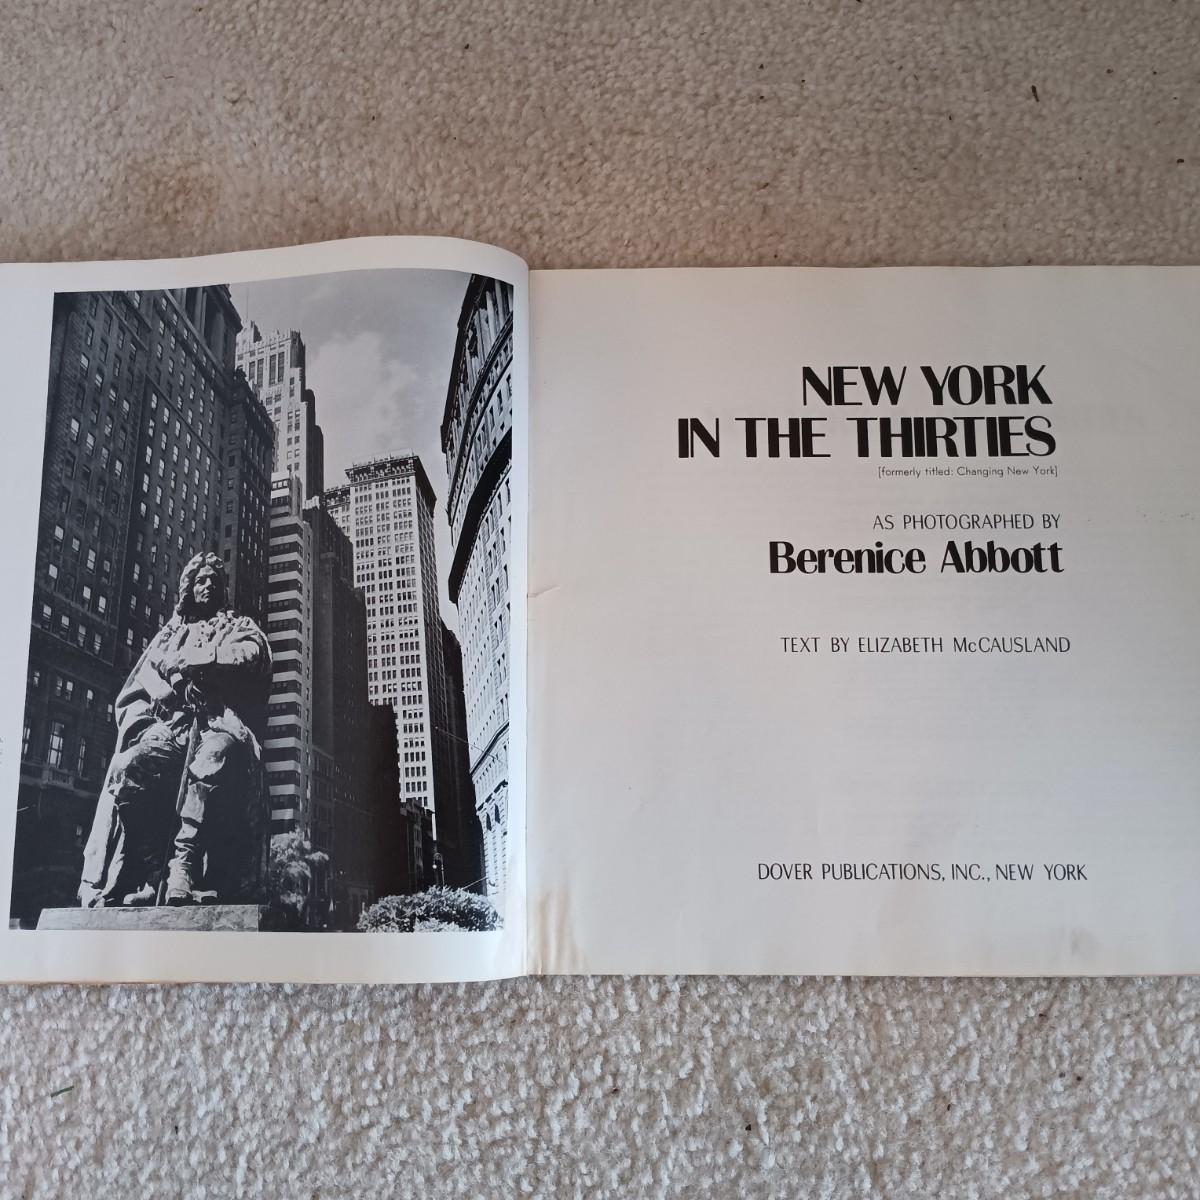 NEW YORK
IN THE THIRTIES
[formerly titled: Changing New York]
AS PHOTOGRAPHED BY
Berenice Abbott
TEXT BY ELIZABETH McCAUSLAND
DOVER PUBLICATIONS, INC., NEW YORK